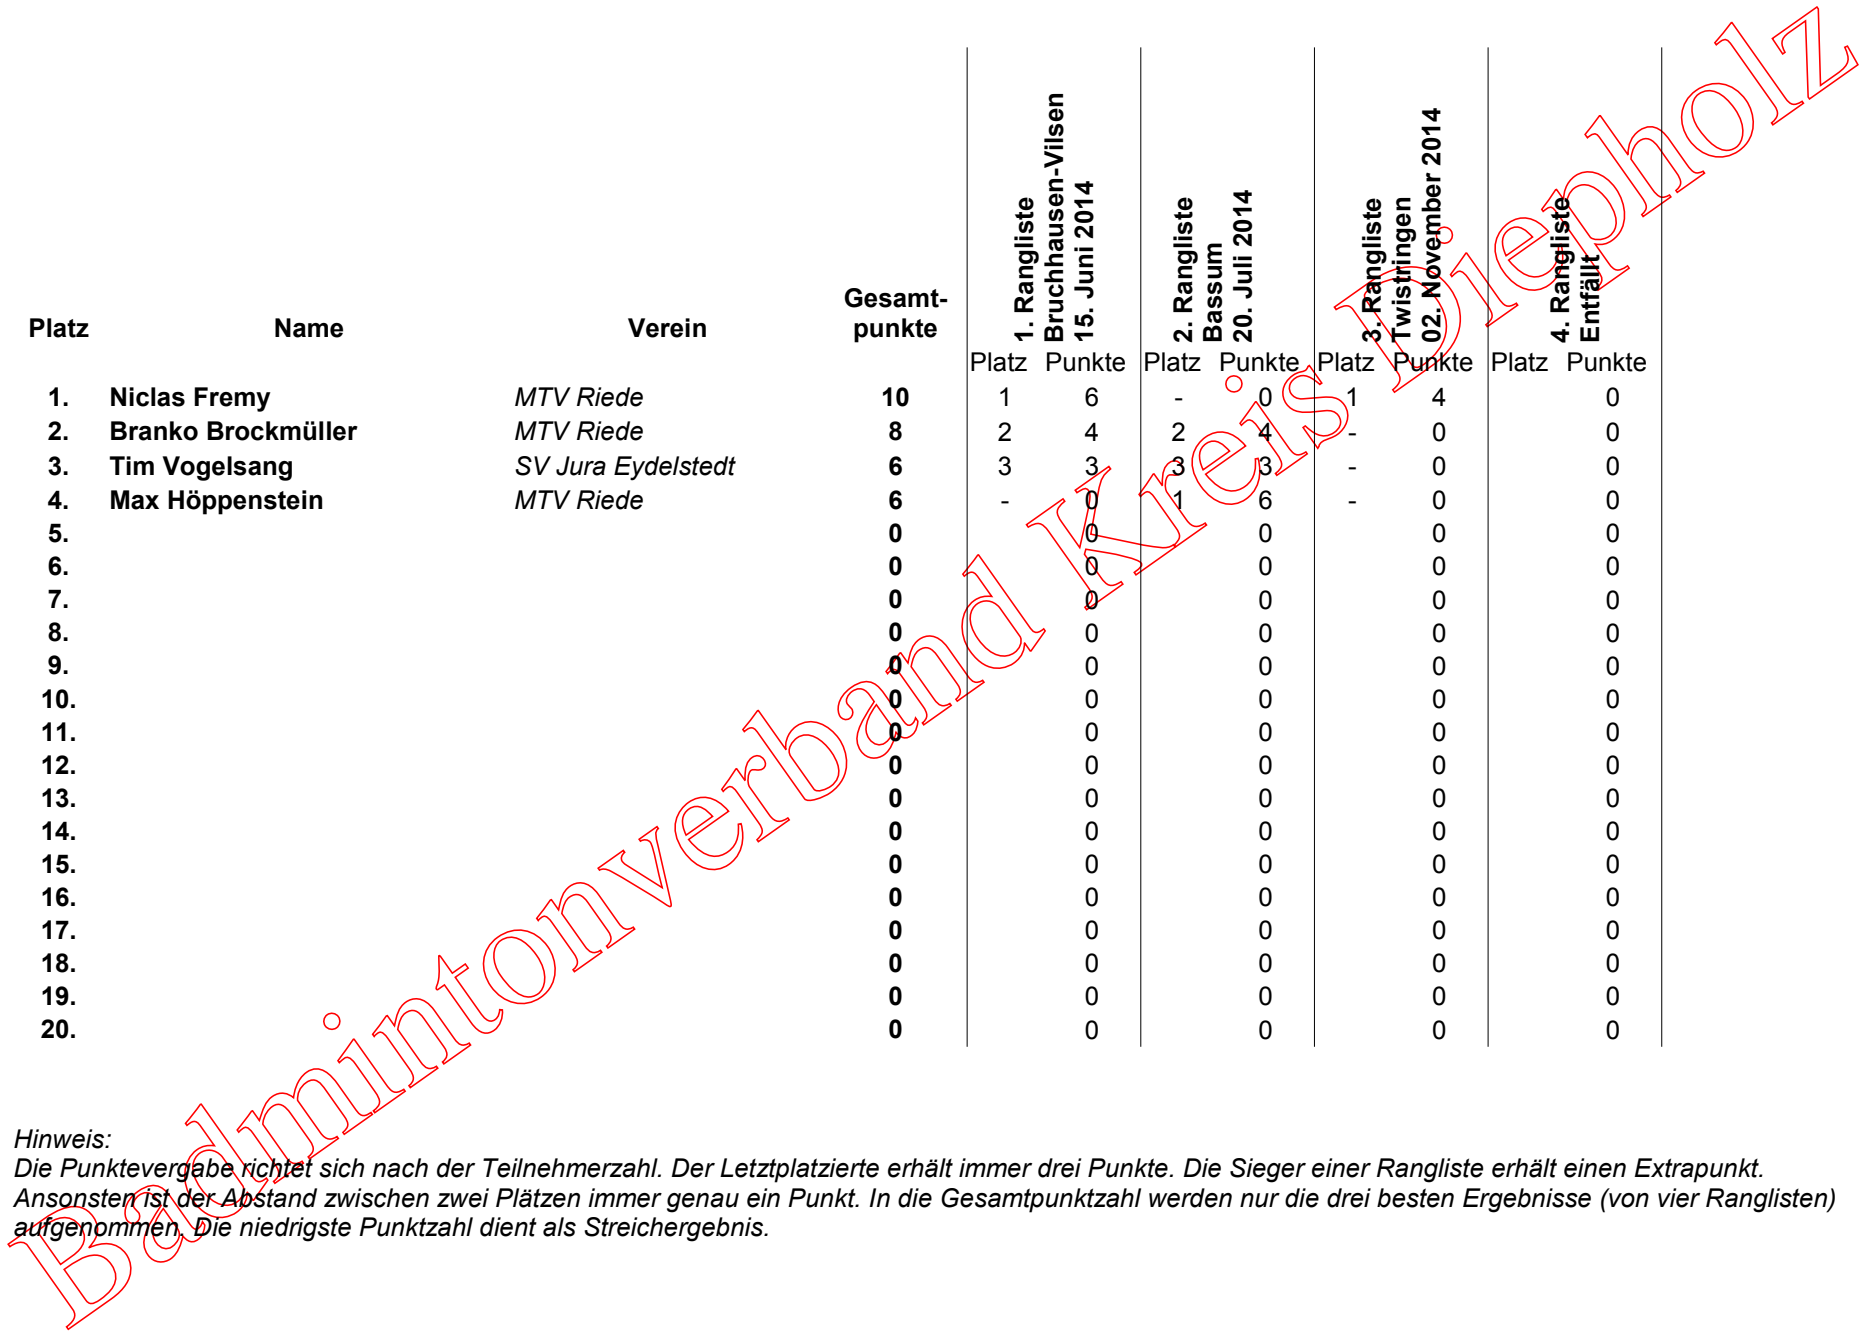 1. Rangliste
Bruchhausen-Vilsen
15. Juni 2014
2. Rangliste
Bassum
20. Juli 2014
3. Rangliste
Twistringen
02. November 2014
4. Rangliste
Entfällt
Platz Name Verein Gesamt-
punkte
Platz Punkte Platz Punkte Platz Punkte Platz Punkte
1. Niclas Fremy MTV Riede 10 1 6 - 0 1 4 0
2. Branko Brockmüller MTV Riede 8 2 4 2 4 - 0 0
3. Tim Vogelsang SV Jura Eydelstedt 6 3 3 3 3 - 0 0
4. Max Höppenstein MTV Riede 6 - 0 1 6 - 0 0
5. 0 0 0 0 0
6. 0 0 0 0 0
7. 0 0 0 0 0
8. 0 0 0 0 0
9. 0 0 0 0 0
10. 0 0 0 0 0
11. 0 0 0 0 0
12. 0 0 0 0 0
13. 0 0 0 0 0
14. 0 0 0 0 0
15. 0 0 0 0 0
16. 0 0 0 0 0
17. 0 0 0 0 0
18. 0 0 0 0 0
19. 0 0 0 0 0
20. 0 0 0 0 0
Hinweis:
Die Punktevergabe richtet sich nach der Teilnehmerzahl. Der Letztplatzierte erhält immer drei Punkte. Die Sieger einer Rangliste erhält einen Extrapunkt.
Ansonsten ist der Abstand zwischen zwei Plätzen immer genau ein Punkt. In die Gesamtpunktzahl werden nur die drei besten Ergebnisse (von vier Ranglisten)
aufgenommen. Die niedrigste Punktzahl dient als Streichergebnis.
Badmintonverband Kreis Diepholz